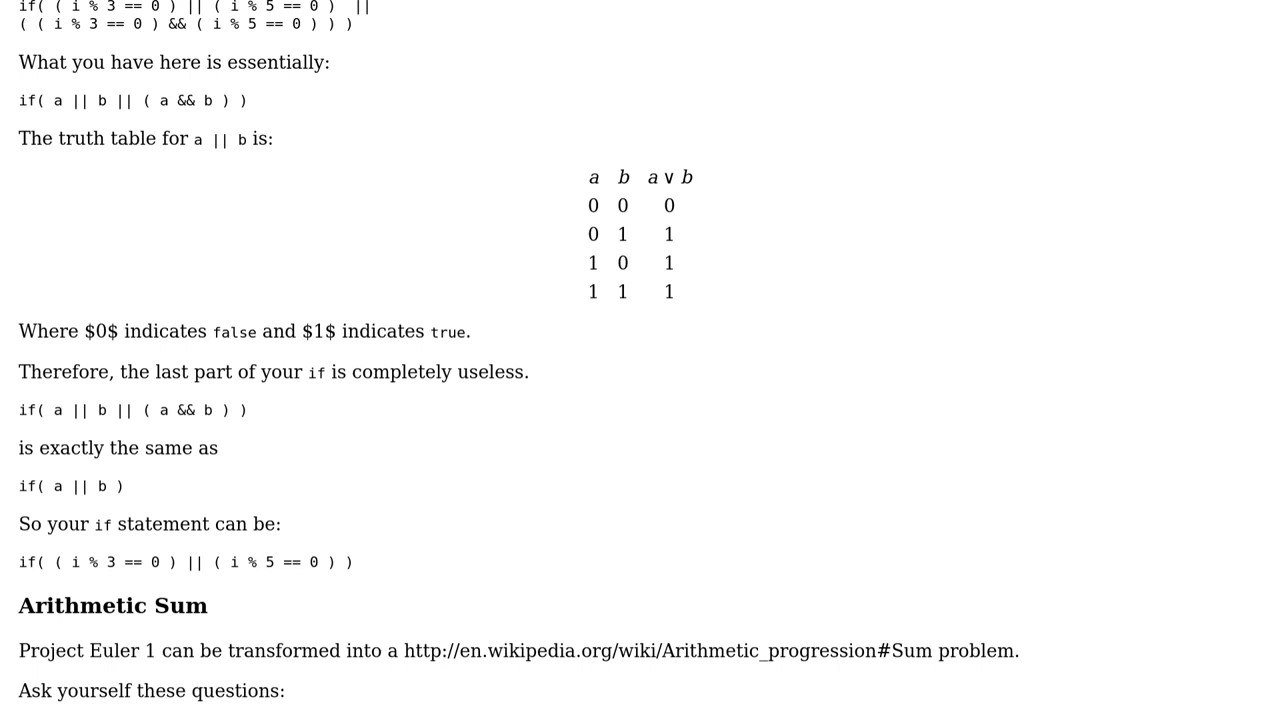 if( ( i % 3 == 0 ) || ( i % 5 == 0 )  ||
( ( i % 3 == 0 ) && ( i % 5 == 0 ) ) )
What you have here is essentially:
if( a || b || ( a && b ) )
The truth table for a || b is:
a b a ∨ b
0 0 0
0 1 1
1 0 1
1 1 1
Where $0$ indicates false and $1$ indicates true.
Therefore, the last part of your if is completely useless.
if( a || b || ( a && b ) )
is exactly the same as
if( a || b )
So your if statement can be:
if( ( i % 3 == 0 ) || ( i % 5 == 0 ) )
Arithmetic Sum
Project Euler 1 can be transformed into a http://en.wikipedia.org/wiki/Arithmetic_progression#Sum problem.
Ask yourself these questions: